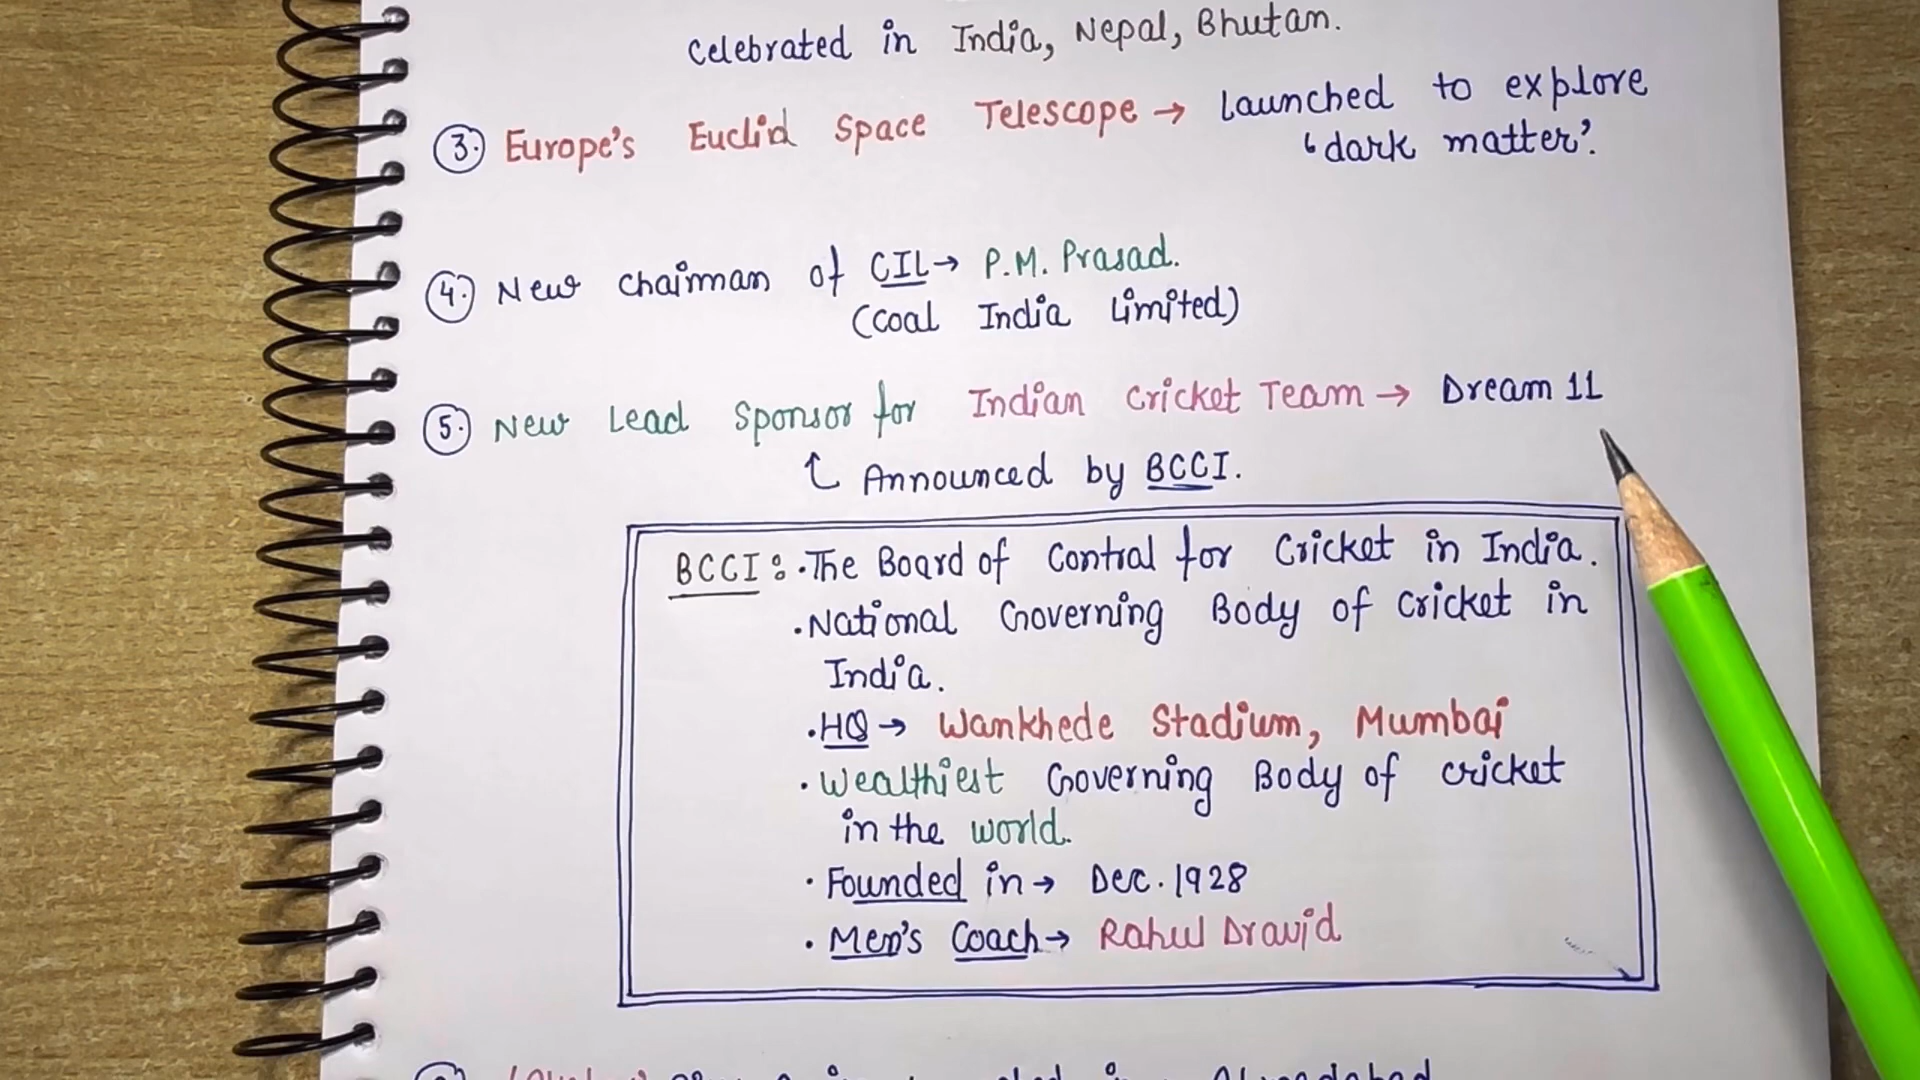 Celebrated in India, Nepal, Bhutan.
3. Europe's Euclid Space Telescope → Launched to explore
'dark matter'.
4. New Chairman of CIL → P.M. Prasad.
(Coal India Limited)
5. New Lead Sponsor for Indian Cricket Team → Dream 11
↑ Announced by BCCI.
BCCI: • The Board of Control for Cricket in India.
• National Governing Body of Cricket in
India.
• HQ → Wankhede Stadium, Mumbai
• Wealthiest Governing Body of cricket
in the world.
• Founded in → Dec. 1928
• Men's Coach → Rahul Dravid